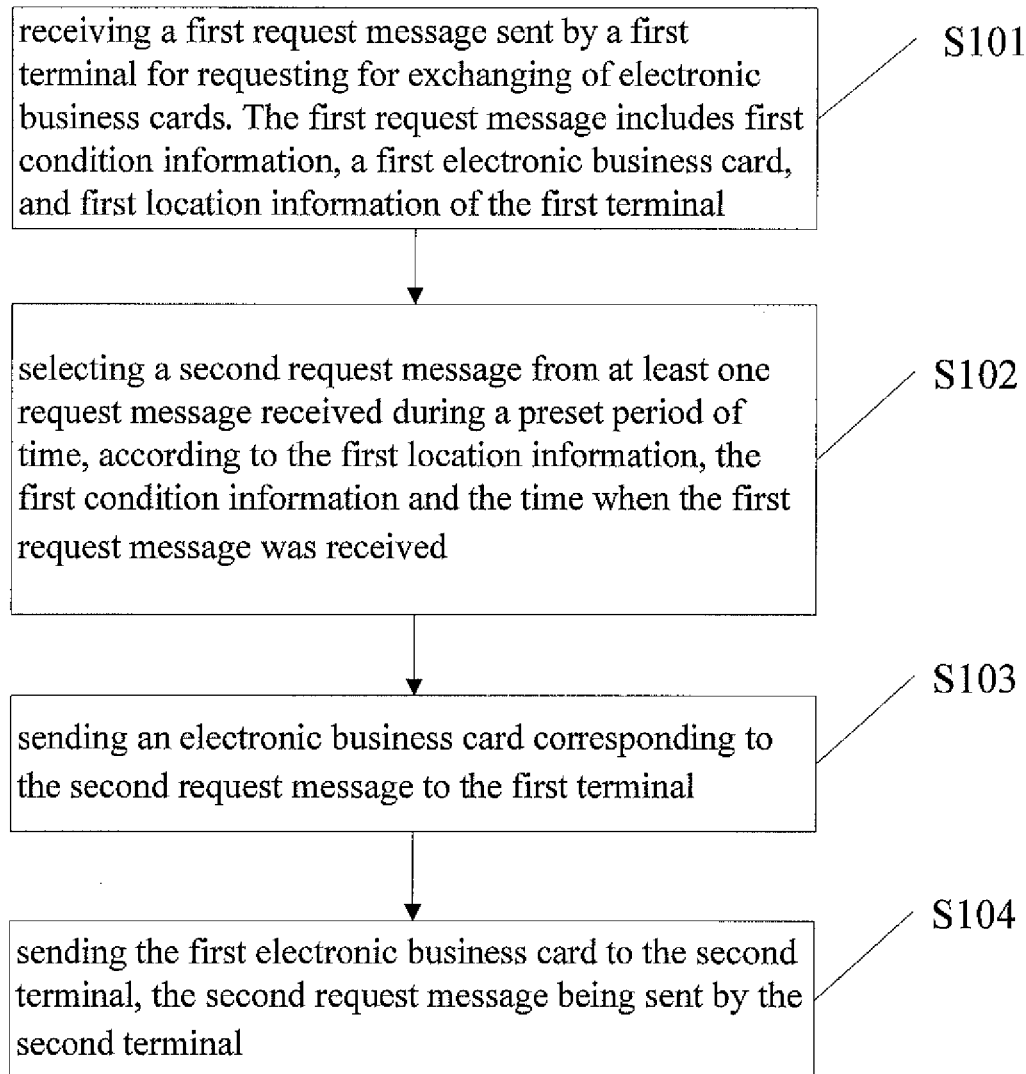 receiving a first request message sent by a first
terminal for requesting for exchanging of electronic
business cards. The first request message includes first
condition information, a first electronic business card,
and first location information of the first terminal
S101
selecting a second request message from at least one
request message received during a preset period of
time, according to the first location information, the
first condition information and the time when the first
request message was received
S102
sending an electronic business card corresponding to
the second request message to the first terminal
S103
sending the first electronic business card to the second
terminal, the second request message being sent by the
second terminal
S104